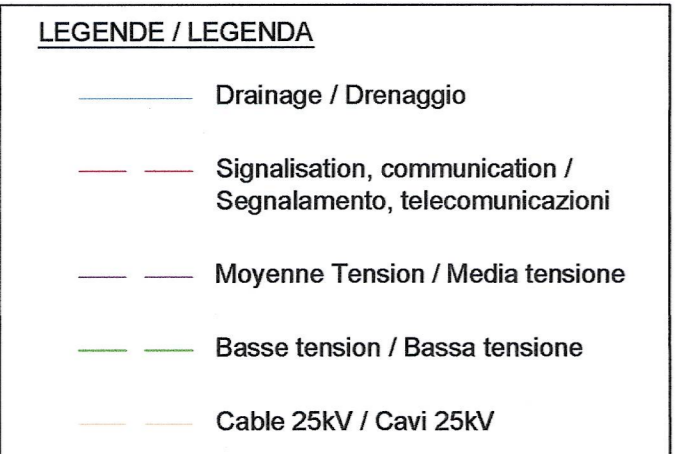 LEGENDE / LEGENDA
Drainage / Drenaggio
Signalisation, communication /
Segnalamento, telecomunicazioni
Moyenne Tension / Media tensione
Basse tension / Bassa tensione
Cable 25kV / Cavi 25kV